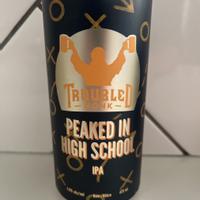 TROUBLED
MONK
PEAKED IN
HIGH SCHOOL
IPA